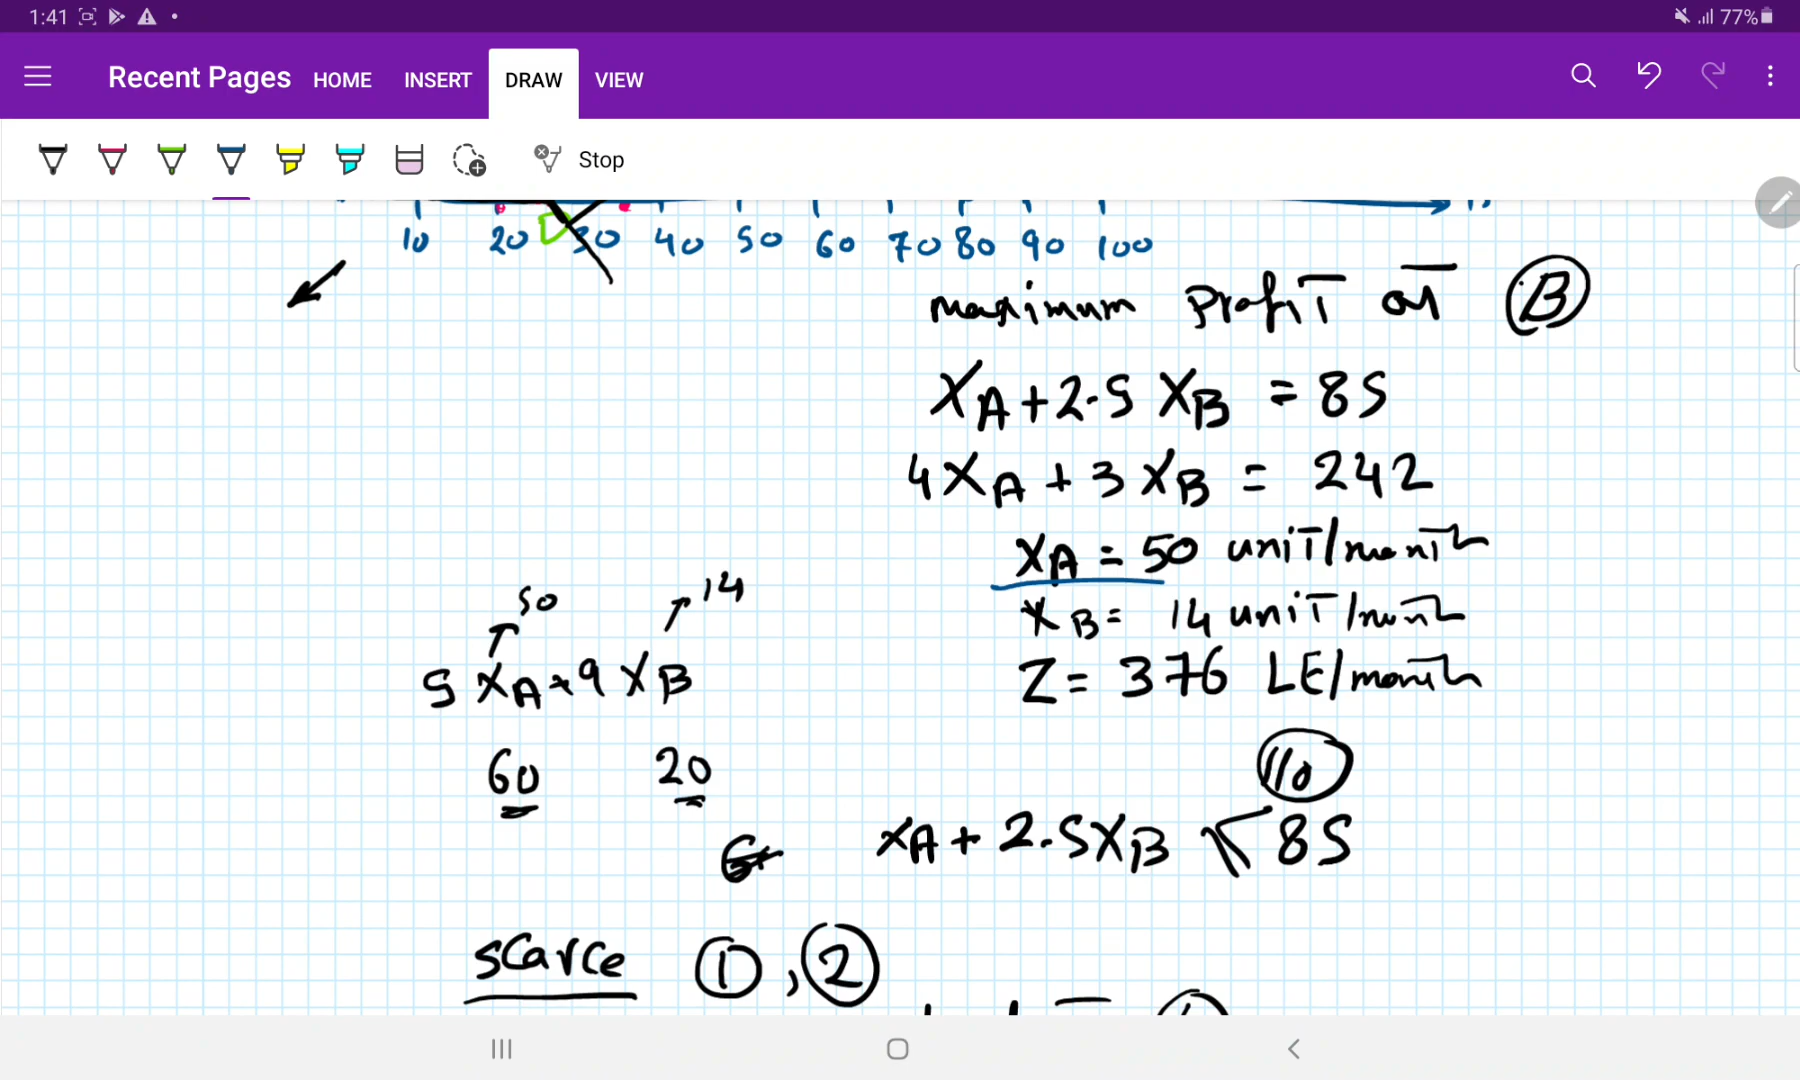 1:41 77%
Recent Pages HOME INSERT DRAW VIEW
Stop
10 20 30 40 50 60 70 80 90 100
maximum Profit at B
XA + 2.5 XB = 85
4XA + 3XB = 242
XA = 50 unit/month
50 14
XB = 14 unit/month
5 XA + 9 XB
Z = 376 LE/month
60 20
110
XA + 2.5XB 85
scarce 1, 2